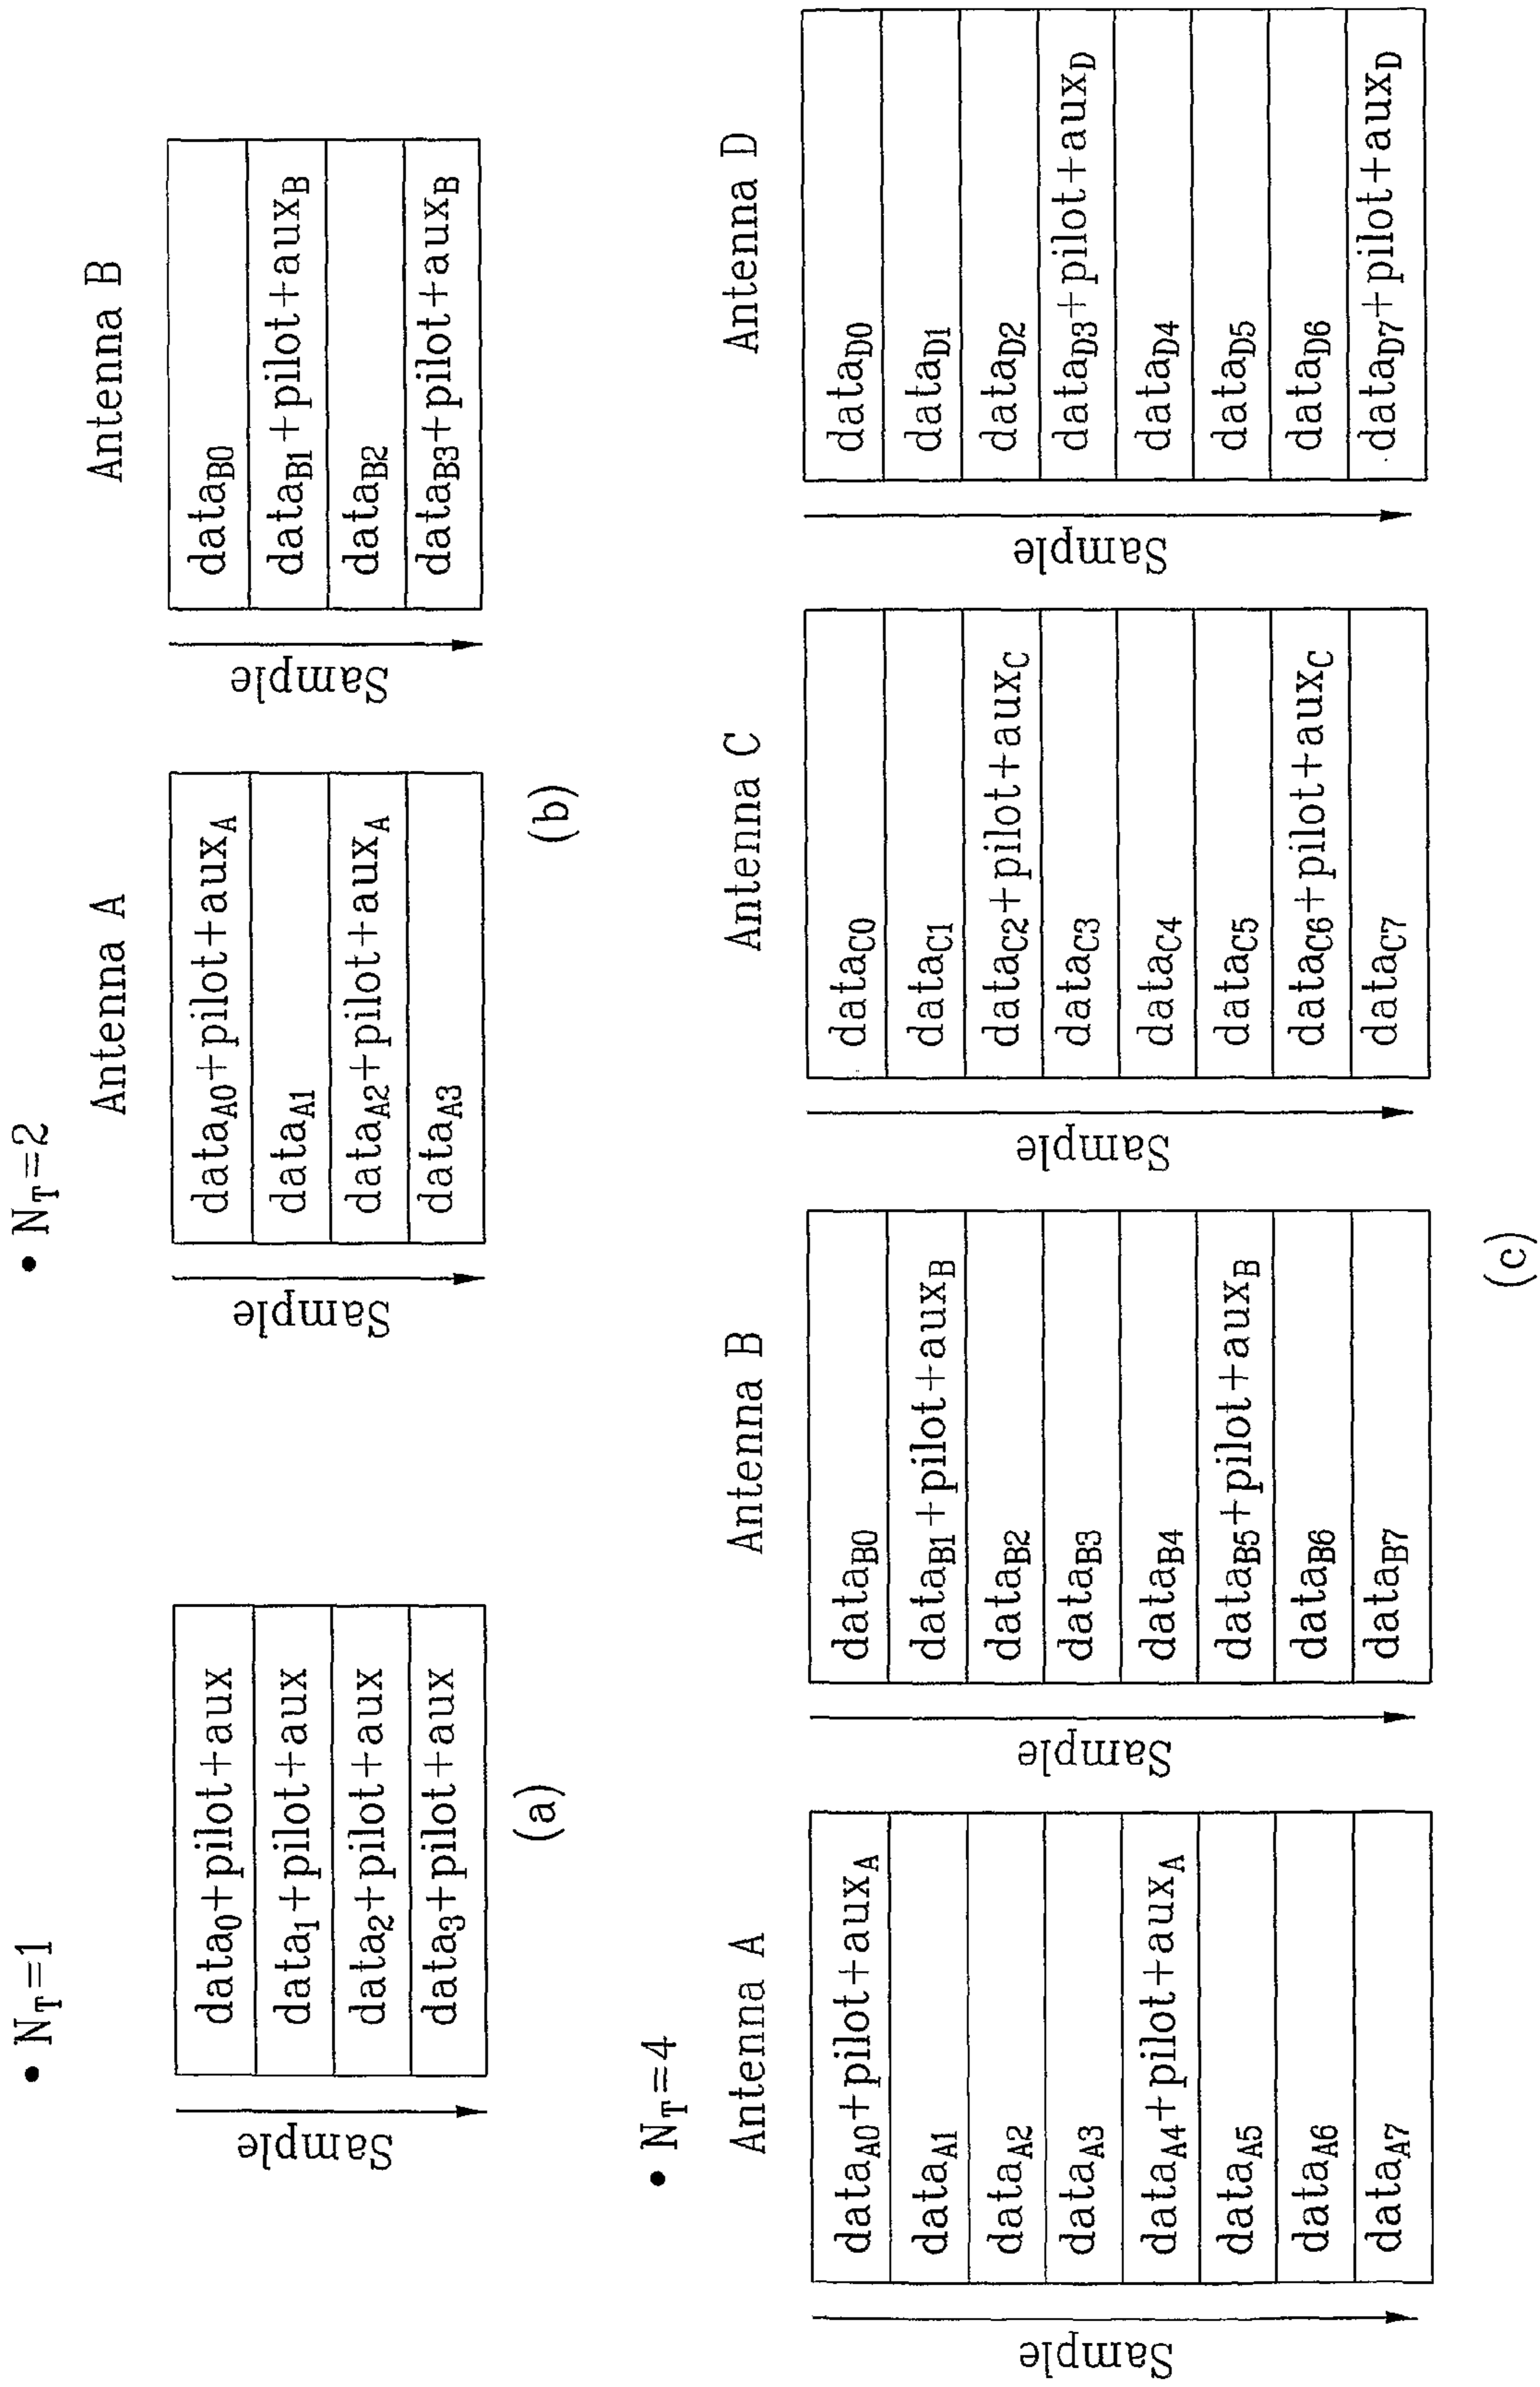 • N_T=1
Sample
data_0+pilot+aux
data_1+pilot+aux
data_2+pilot+aux
data_3+pilot+aux
(a)
• N_T=2
Antenna A
Sample
data_A0+pilot+aux_A
data_A1
data_A2+pilot+aux_A
data_A3
Antenna B
Sample
data_B0
data_B1+pilot+aux_B
data_B2
data_B3+pilot+aux_B
(b)
• N_T=4
Antenna A
Sample
data_A0+pilot+aux_A
data_A1
data_A2
data_A3
data_A4+pilot+aux_A
data_A5
data_A6
data_A7
Antenna B
Sample
data_B0
data_B1+pilot+aux_B
data_B2
data_B3
data_B4
data_B5+pilot+aux_B
data_B6
data_B7
Antenna C
Sample
data_C0
data_C1
data_C2+pilot+aux_C
data_C3
data_C4
data_C5
data_C6+pilot+aux_C
data_C7
Antenna D
Sample
data_D0
data_D1
data_D2
data_D3+pilot+aux_D
data_D4
data_D5
data_D6
data_D7+pilot+aux_D
(c)